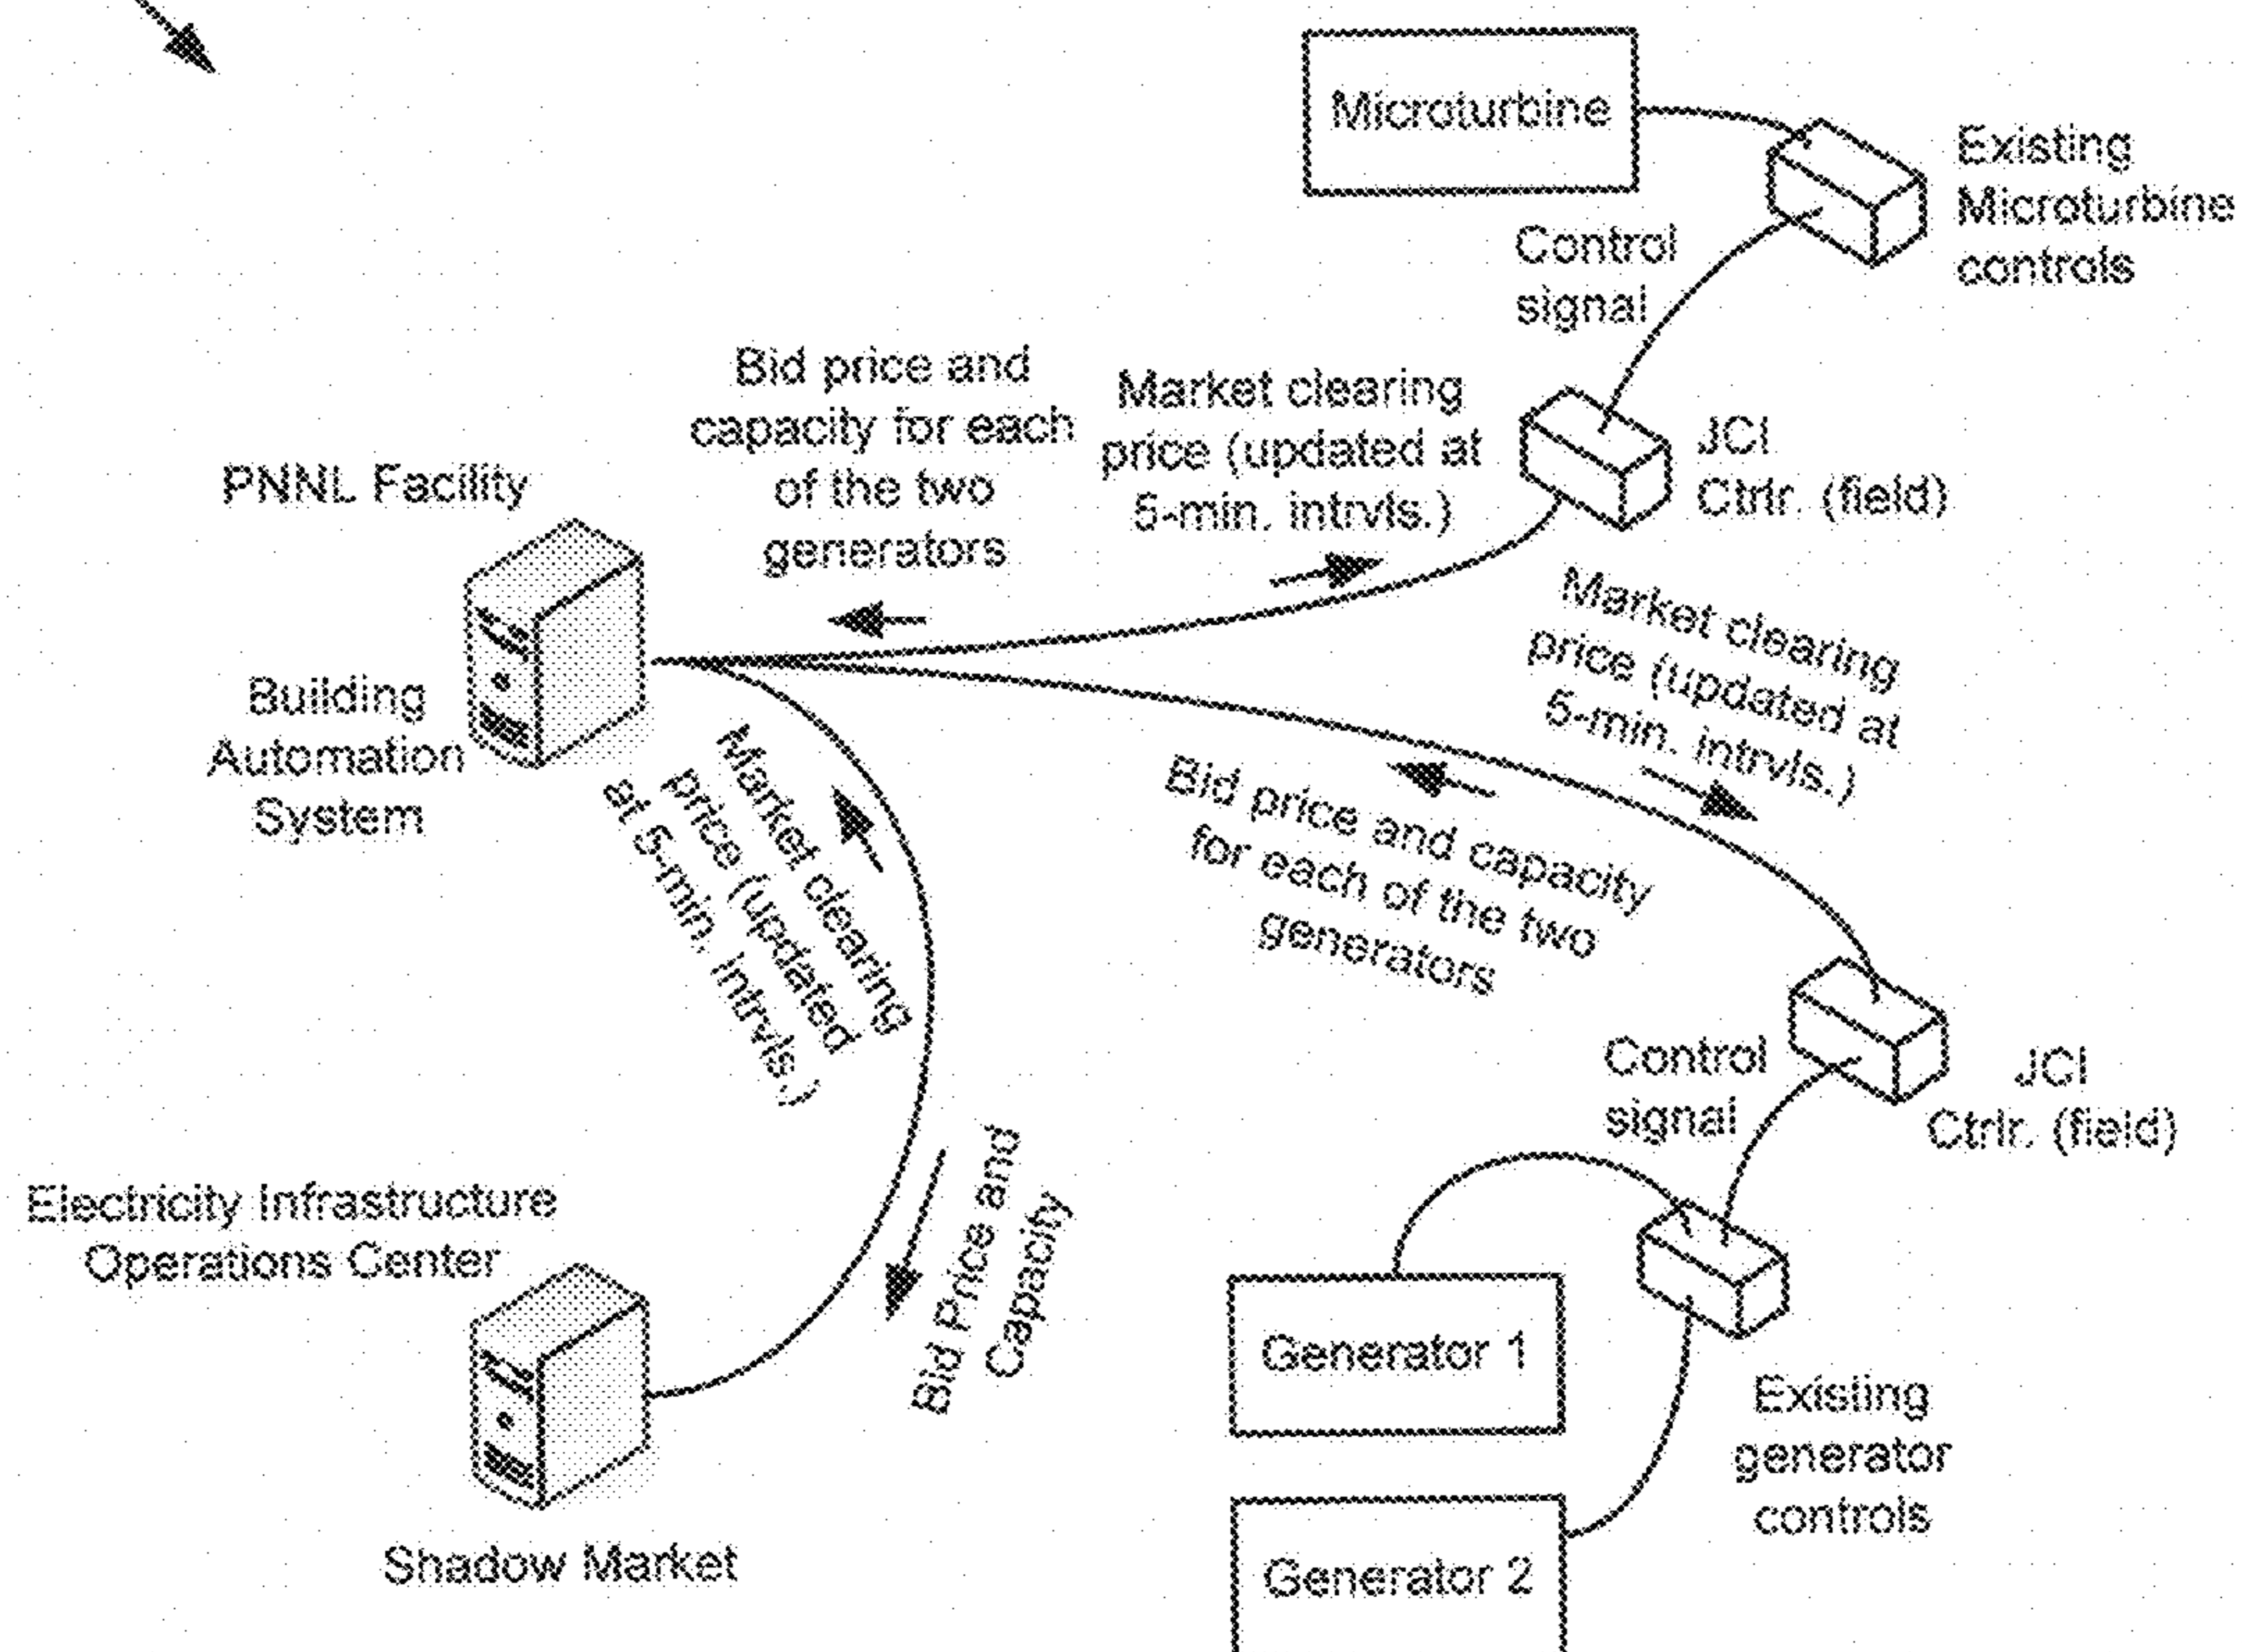 Microturbine
Existing
Microturbine
controls
Control
signal
Bid price and
capacity for each
of the two
generators
Market clearing
price (updated at
5-min. intrvls.)
JCI
Ctrlr. (field)
PNNL Facility
Building
Automation
System
Market clearing
price (updated at
5-min. intrvls.)
Market clearing
price (updated
at 5-min. intrvls.)
Bid price and capacity
for each of the two
generators
Control
signal
JCI
Ctrlr. (field)
Bid Price and
Capacity
Electricity Infrastructure
Operations Center
Shadow Market
Generator 1
Existing
generator
controls
Generator 2